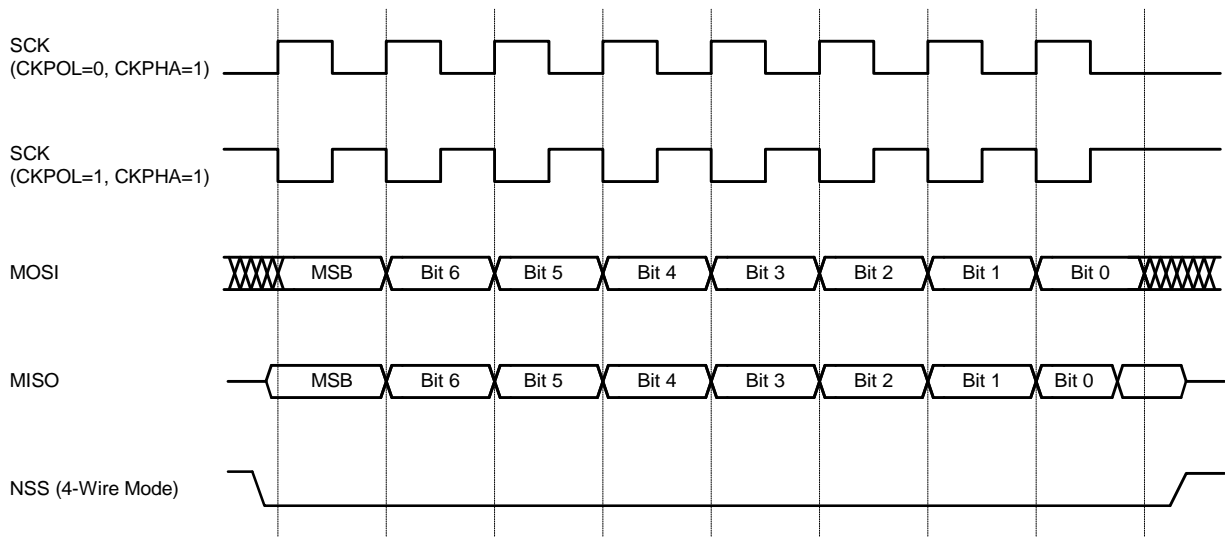 SCK
(CKPOL=0, CKPHA=1)
SCK
(CKPOL=1, CKPHA=1)
MOSI
MSB Bit 6 Bit 5 Bit 4 Bit 3 Bit 2 Bit 1 Bit 0
MISO
MSB Bit 6 Bit 5 Bit 4 Bit 3 Bit 2 Bit 1 Bit 0
NSS (4-Wire Mode)